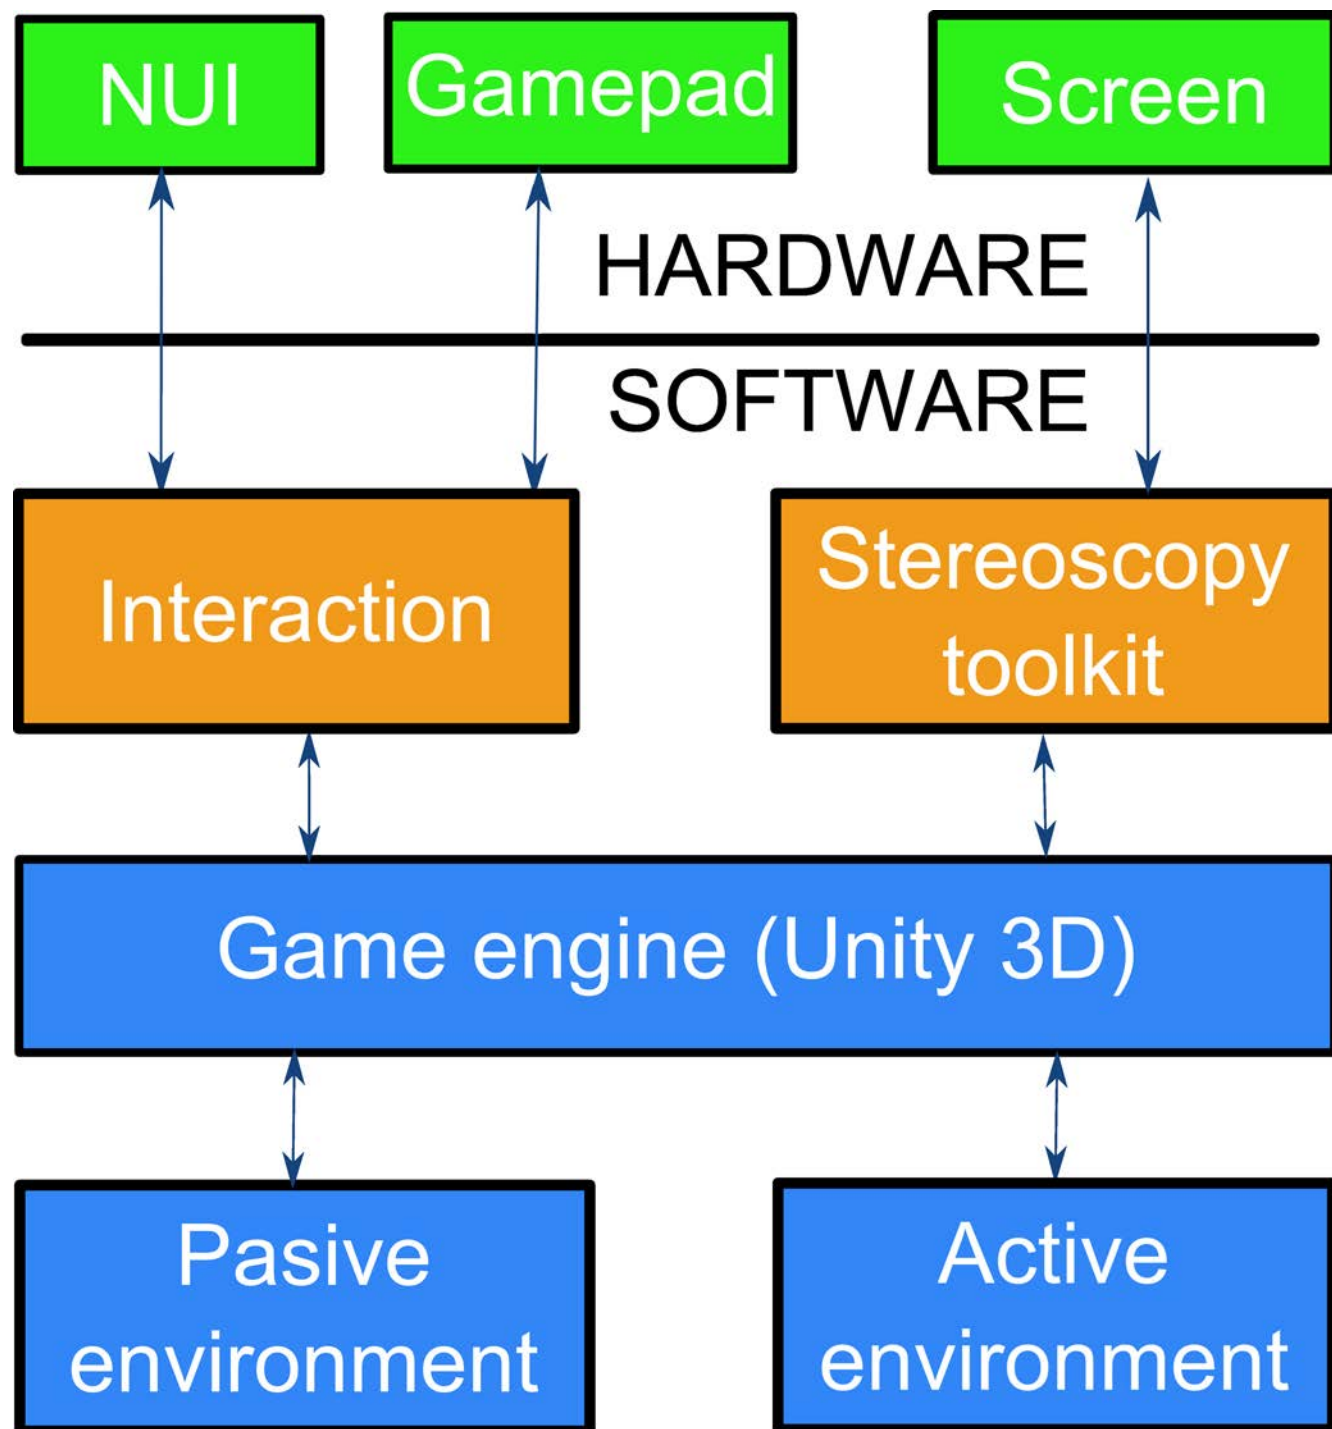 NUI
Gamepad
Screen
HARDWARE
SOFTWARE
Interaction
Stereoscopy
toolkit
Game engine (Unity 3D)
Pasive
environment
Active
environment